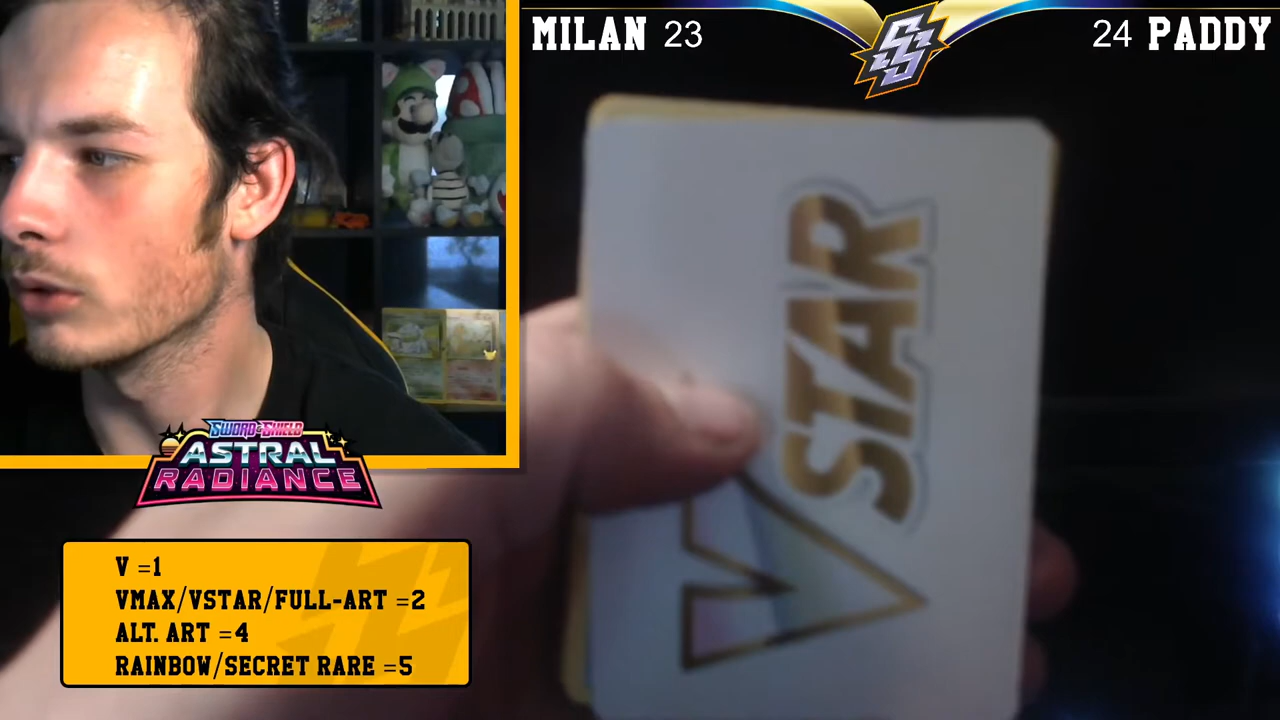 MILAN 23
24 PADDY
VSTAR
SWORD & SHIELD
ASTRAL
RADIANCE
V =1
VMAX/VSTAR/FULL-ART =2
ALT. ART =4
RAINBOW/SECRET RARE =5